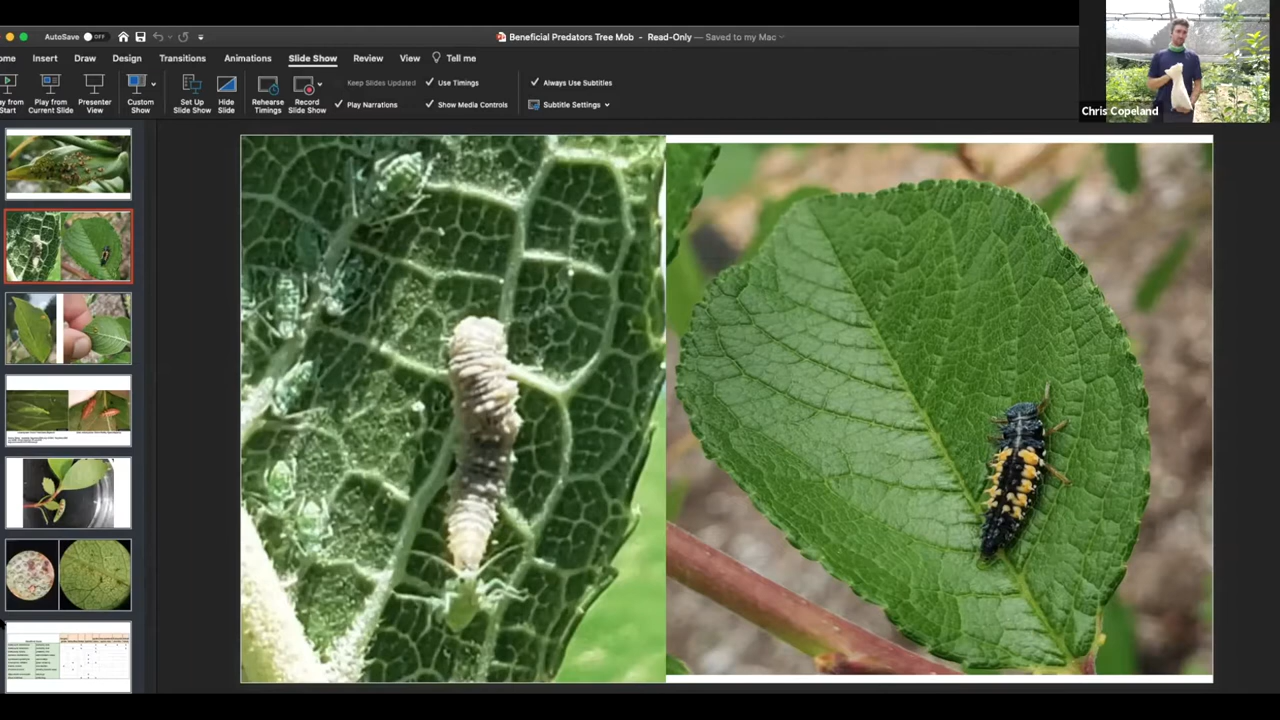 AutoSave OFF
Beneficial Predators Tree Mob - Read-Only — Saved to my Mac
ome Insert Draw Design Transitions Animations Slide Show Review View Tell me
Play from Current Slide
Presenter View
Custom Show
Set Up Slide Show
Hide Slide
Rehearse Timings
Record Slide Show
Keep Slides Updated
Play Narrations
Use Timings
Show Media Controls
Always Use Subtitles
Subtitle Settings
Chris Copeland